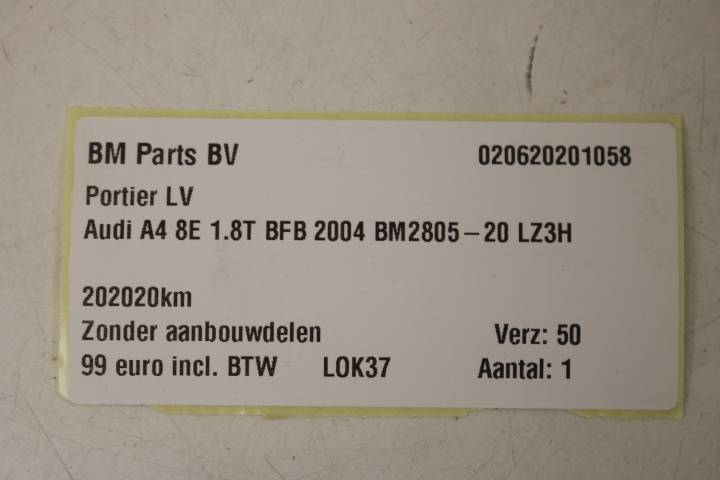 BM Parts BV 020620201058
Portier LV
Audi A4 8E 1.8T BFB 2004 BM2805-20 LZ3H
202020km
Zonder aanbouwdelen Verz: 50
99 euro incl. BTW LOK37 Aantal: 1